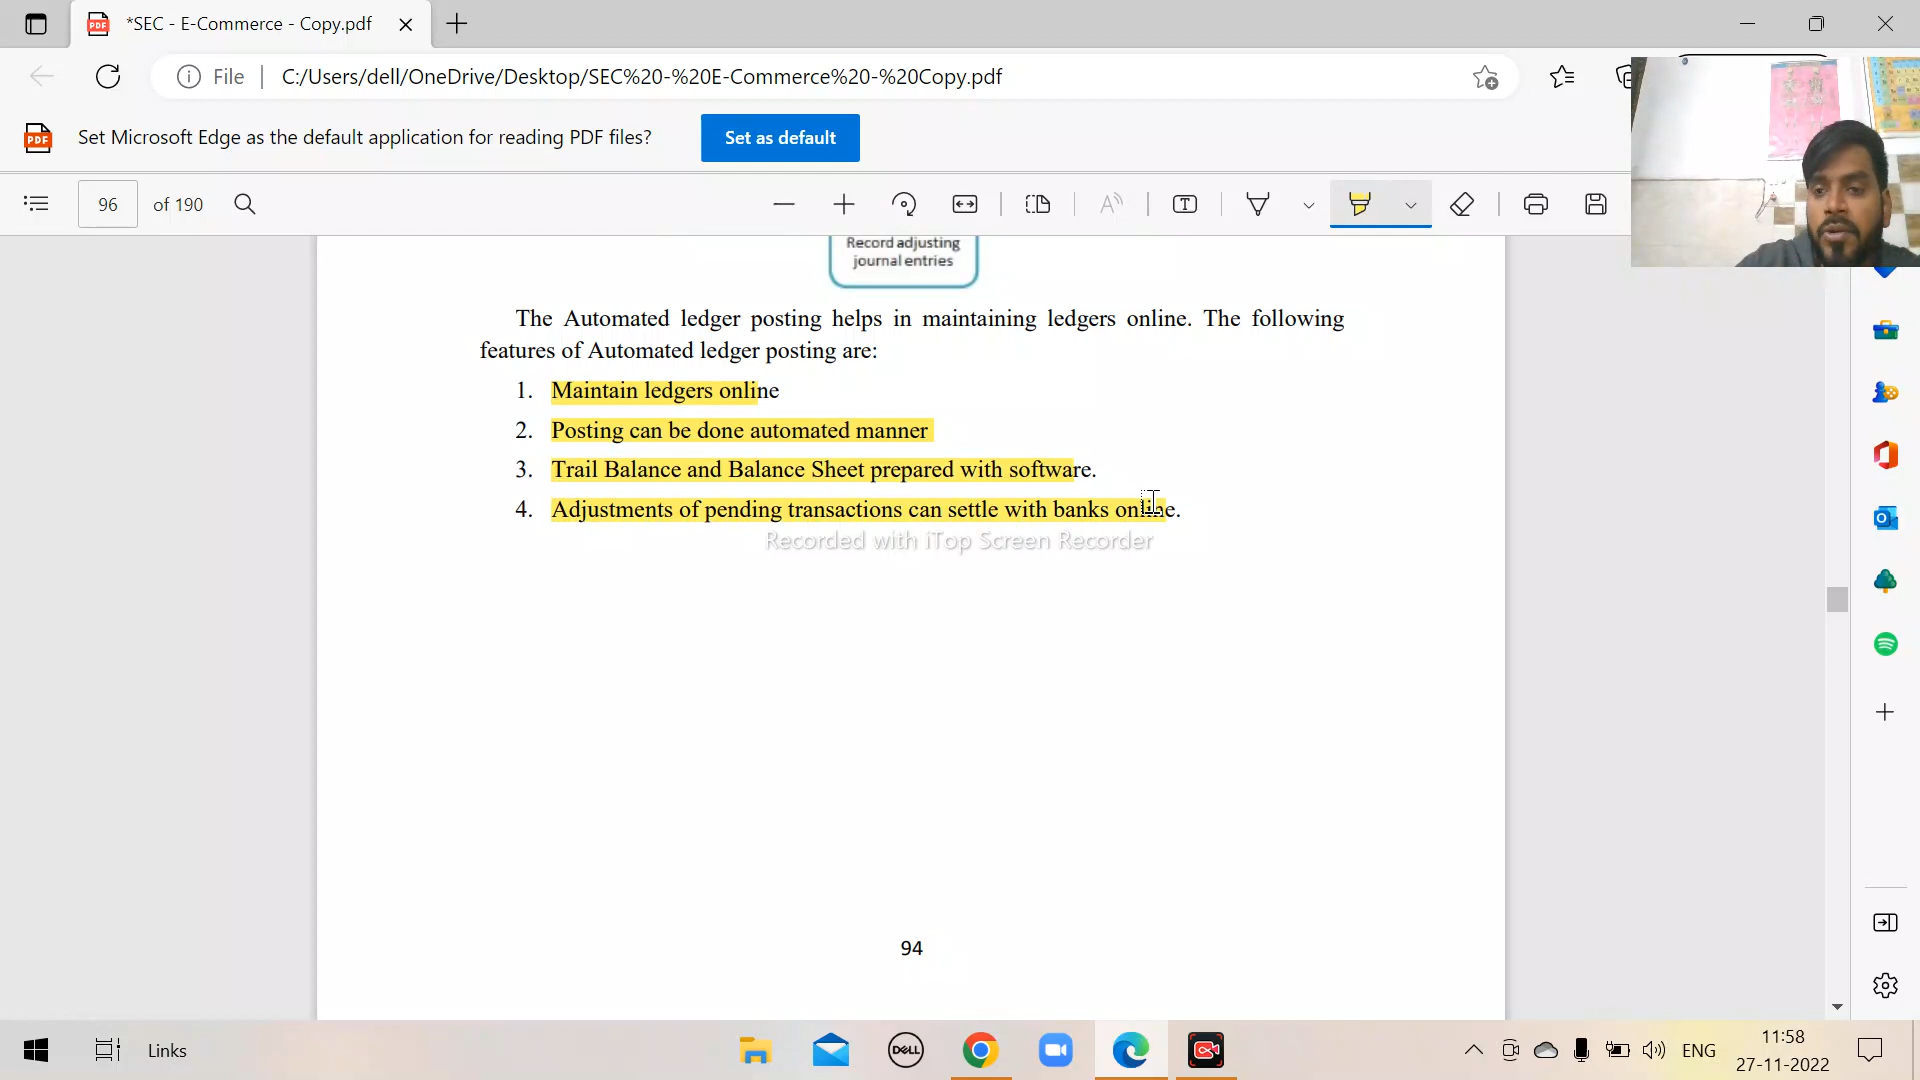 *SEC - E-Commerce - Copy.pdf
File
C:/Users/dell/OneDrive/Desktop/SEC%20-%20E-Commerce%20-%20Copy.pdf
Set Microsoft Edge as the default application for reading PDF files?
Set as default
96 of 190
Record adjusting
journal entries
The Automated ledger posting helps in maintaining ledgers online. The following
features of Automated ledger posting are:
1. Maintain ledgers online
2. Posting can be done automated manner
3. Trail Balance and Balance Sheet prepared with software.
4. Adjustments of pending transactions can settle with banks online.
Recorded with iTop Screen Recorder
94
Links
DELL
ENG
11:58
27-11-2022